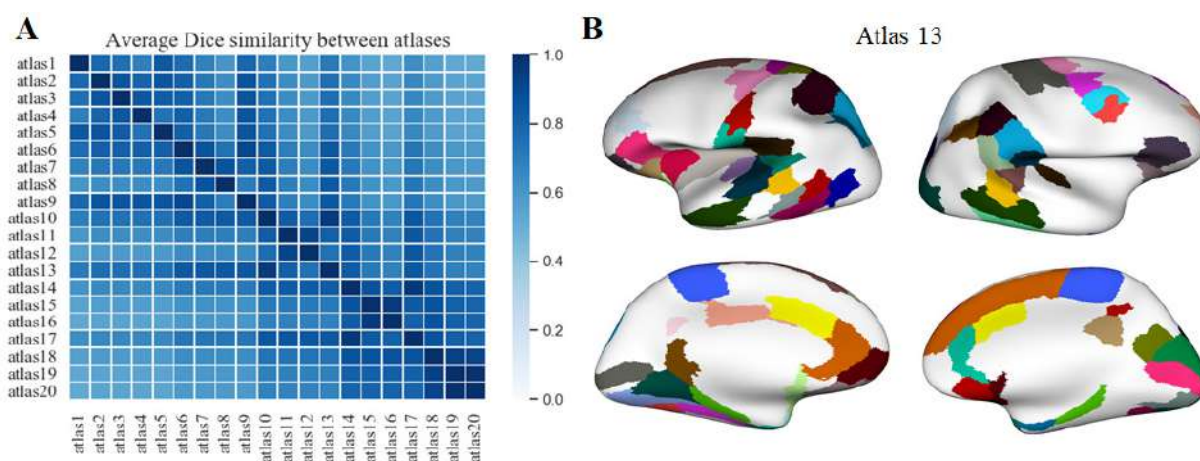 A
Average Dice similarity between atlases
atlas1
atlas2
atlas3
atlas4
atlas5
atlas6
atlas7
atlas8
atlas9
atlas10
atlas11
atlas12
atlas13
atlas14
atlas15
atlas16
atlas17
atlas18
atlas19
atlas20
atlas1
atlas2
atlas3
atlas4
atlas5
atlas6
atlas7
atlas8
atlas9
atlas10
atlas11
atlas12
atlas13
atlas14
atlas15
atlas16
atlas17
atlas18
atlas19
atlas20
1.0
0.8
0.6
0.4
0.2
0.0
B
Atlas 13